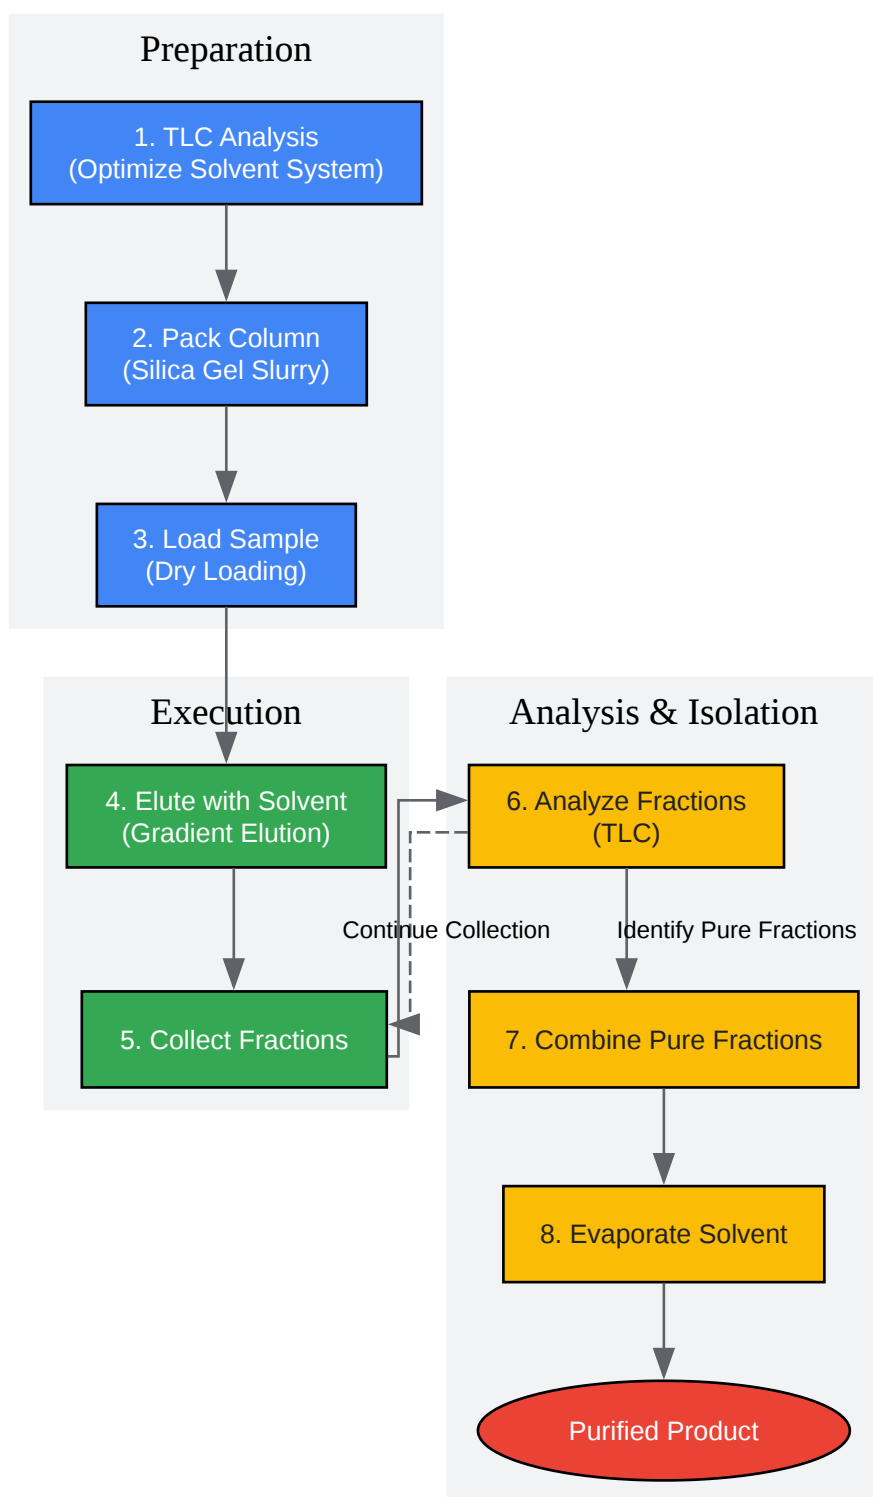 Preparation
1. TLC Analysis
(Optimize Solvent System)
2. Pack Column
(Silica Gel Slurry)
3. Load Sample
(Dry Loading)
Execution
4. Elute with Solvent
(Gradient Elution)
5. Collect Fractions
Continue Collection
Analysis & Isolation
6. Analyze Fractions
(TLC)
Identify Pure Fractions
7. Combine Pure Fractions
8. Evaporate Solvent
Purified Product